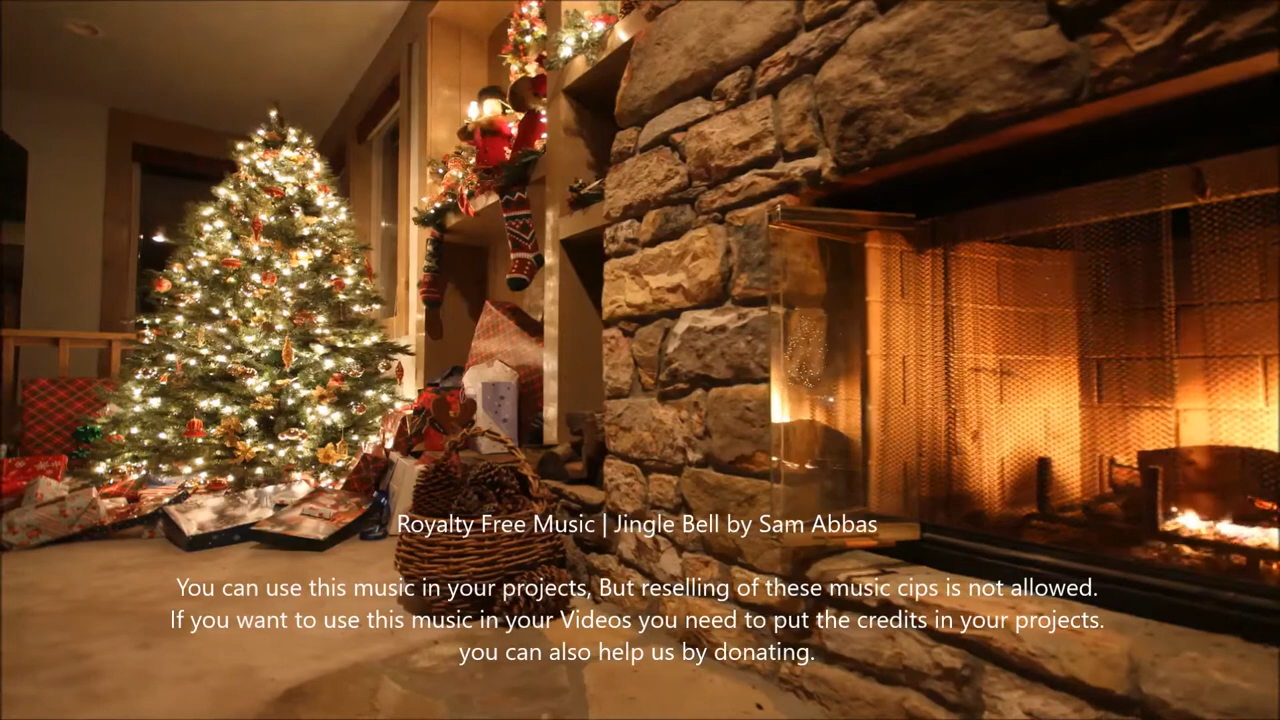 Royalty Free Music | Jingle Bell by Sam Abbas
You can use this music in your projects, But reselling of these music cips is not allowed.
If you want to use this music in your Videos you need to put the credits in your projects.
you can also help us by donating.